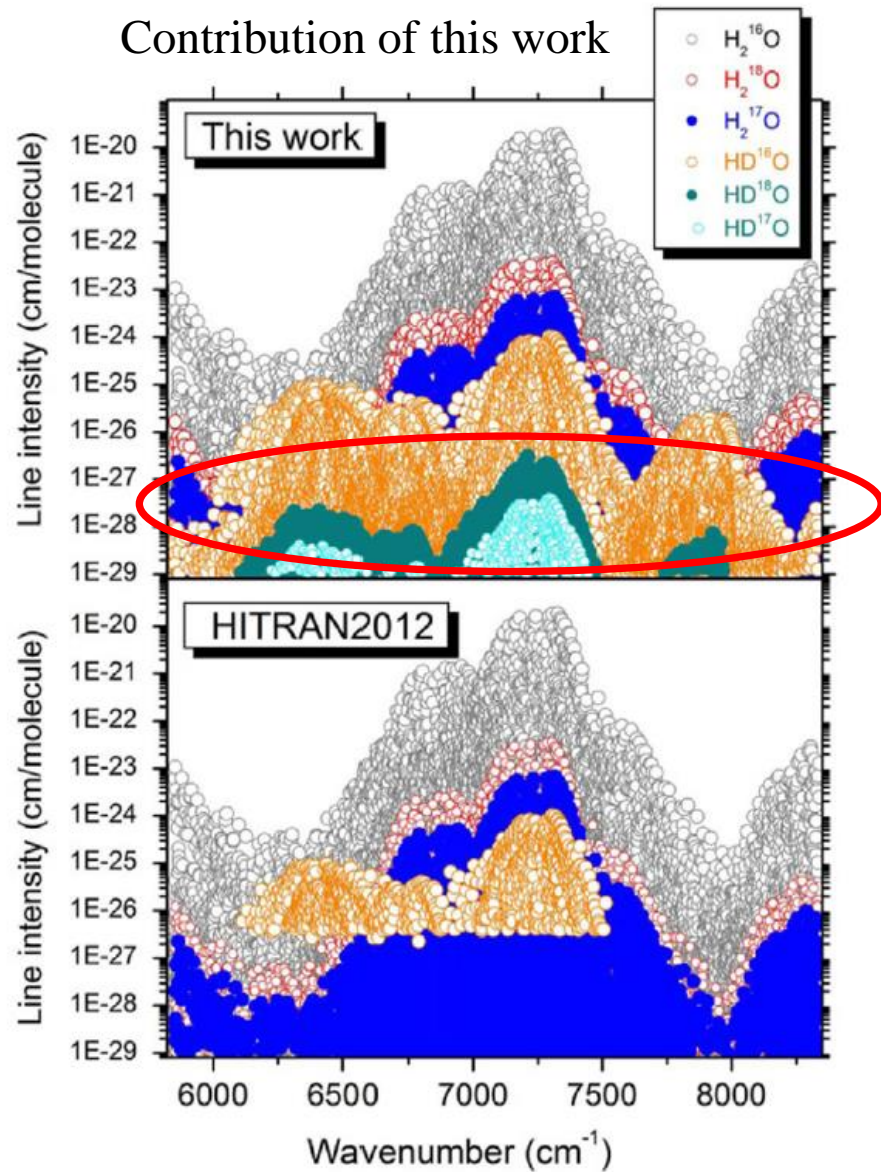 Contribution of this work
H₂¹⁶O
H₂¹⁸O
H₂¹⁷O
HD¹⁶O
HD¹⁸O
HD¹⁷O
This work
Line intensity (cm/molecule)
1E-20
1E-21
1E-22
1E-23
1E-24
1E-25
1E-26
1E-27
1E-28
1E-29
HITRAN2012
Line intensity (cm/molecule)
1E-20
1E-21
1E-22
1E-23
1E-24
1E-25
1E-26
1E-27
1E-28
1E-29
6000 6500 7000 7500 8000
Wavenumber (cm⁻¹)